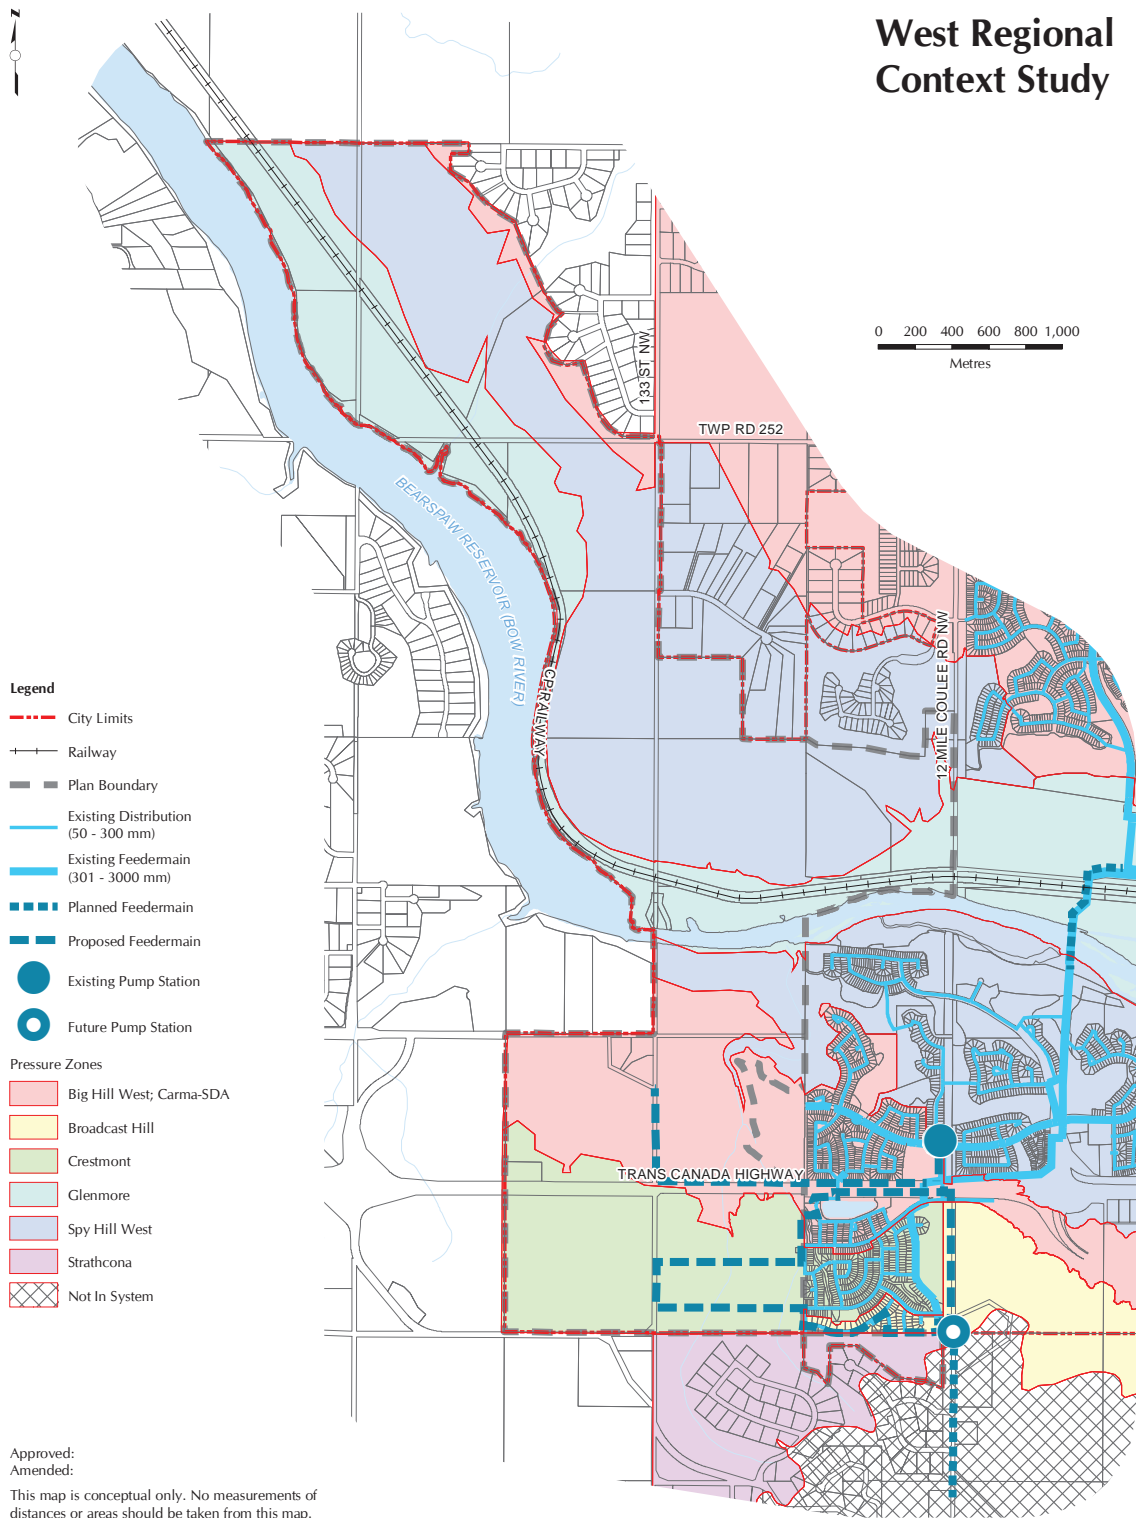 West Regional
Context Study
N
0 200 400 600 800 1,000
Metres
133 ST NW
TWP RD 252
BEARSPAW RESERVOIR (BOW RIVER)
CP RAILWAY
12 MILE COULEE RD NW
TRANS CANADA HIGHWAY
Legend
City Limits
Railway
Plan Boundary
Existing Distribution
(50 - 300 mm)
Existing Feedermain
(301 - 3000 mm)
Planned Feedermain
Proposed Feedermain
Existing Pump Station
Future Pump Station
Pressure Zones
Big Hill West; Carma-SDA
Broadcast Hill
Crestmont
Glenmore
Spy Hill West
Strathcona
Not In System
Approved:
Amended:
This map is conceptual only. No measurements of
distances or areas should be taken from this map.